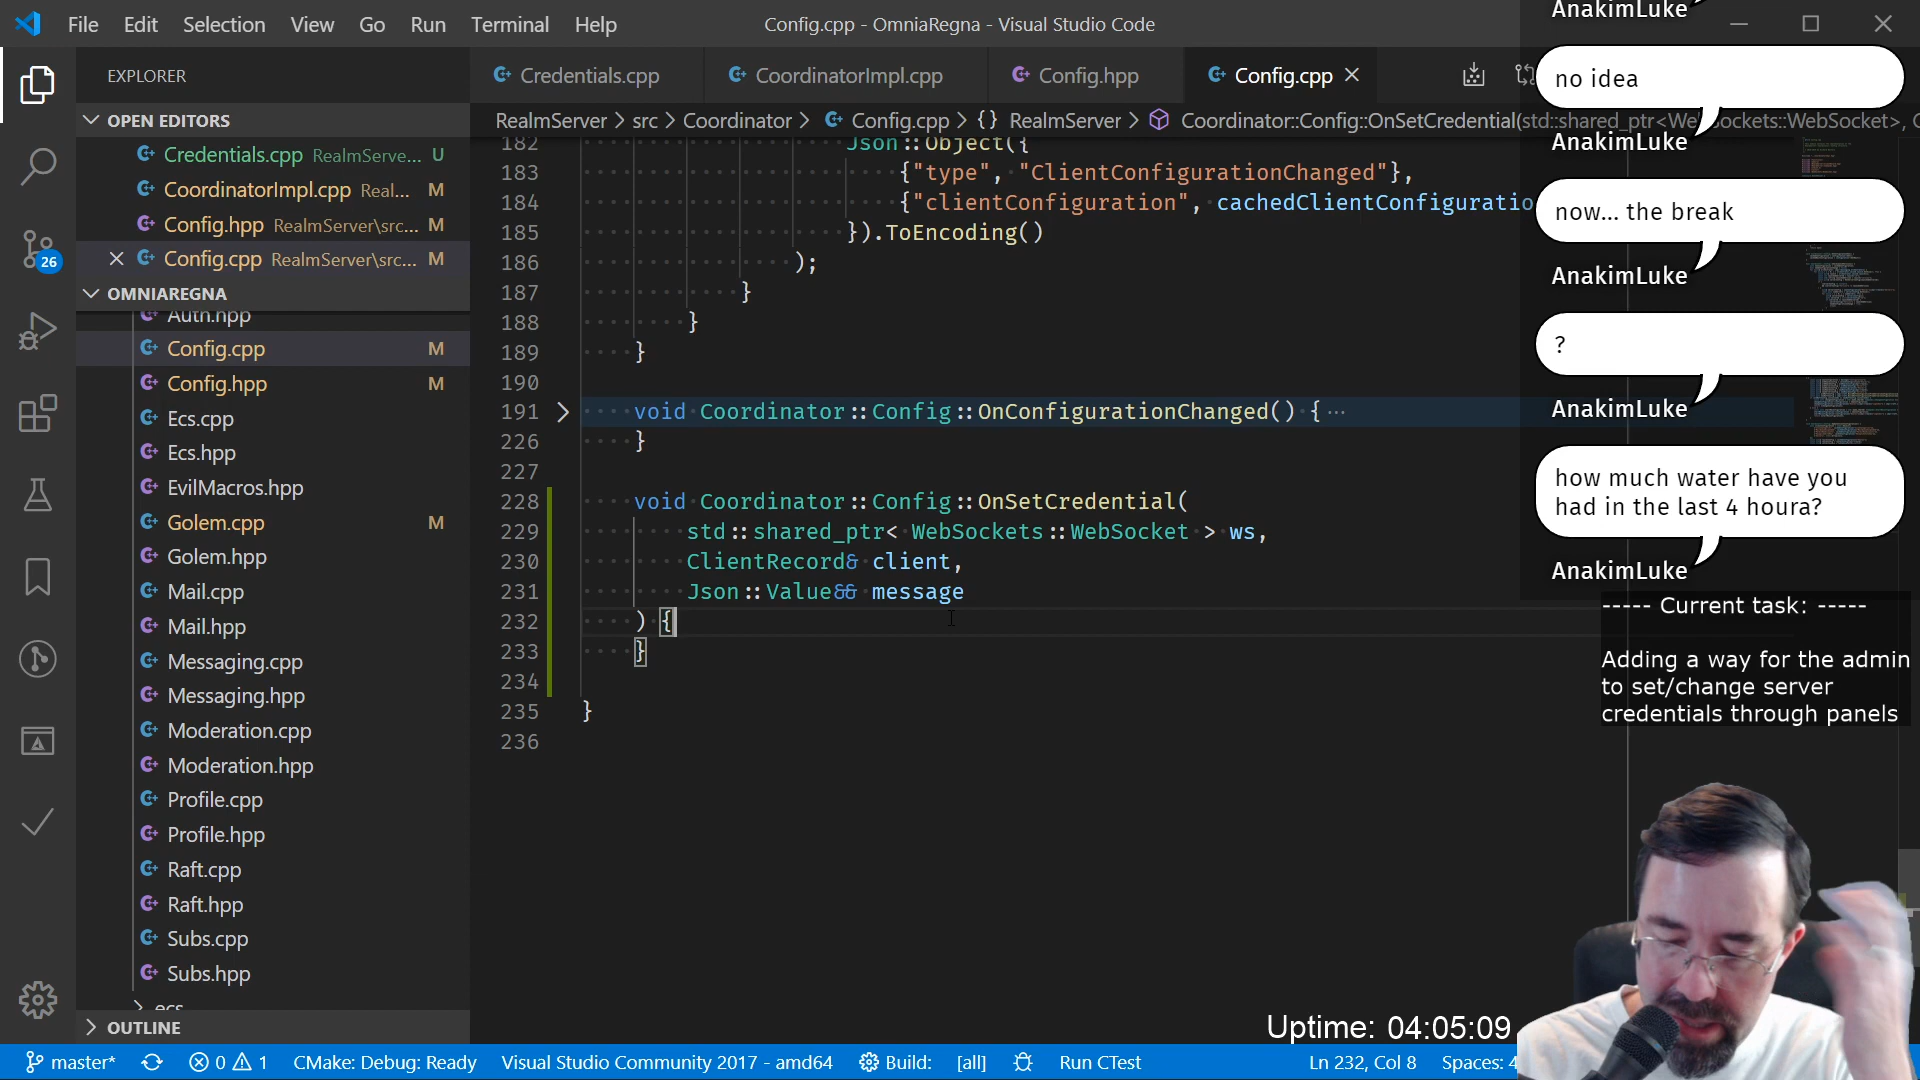 File Edit Selection View Go Run Terminal Help
Config.cpp - OmniaRegna - Visual Studio Code
EXPLORER
OPEN EDITORS
Credentials.cpp RealmServe... U
CoordinatorImpl.cpp Real... M
Config.hpp RealmServer\src... M
Config.cpp RealmServer\src... M
26
OMNIAREGNA
Auth.hpp
Config.cpp M
Config.hpp M
Ecs.cpp
Ecs.hpp
EvilMacros.hpp
Golem.cpp M
Golem.hpp
Mail.cpp
Mail.hpp
Messaging.cpp
Messaging.hpp
Moderation.cpp
Moderation.hpp
Profile.cpp
Profile.hpp
Raft.cpp
Raft.hpp
Subs.cpp
Subs.hpp
ecs
OUTLINE
Credentials.cpp CoordinatorImpl.cpp Config.hpp Config.cpp
RealmServer > src > Coordinator > Config.cpp > {} RealmServer > Coordinator::Config::OnSetCredential(std::shared_ptr<WebSockets::WebSocket>, C
182 Json::Object({
183 {"type", "ClientConfigurationChanged"},
184 {"clientConfiguration", cachedClientConfiguratio
185 }).ToEncoding()
186 );
187 }
188 }
189 }
190
191 void Coordinator::Config::OnConfigurationChanged() { ...
226 }
227
228 void Coordinator::Config::OnSetCredential(
229 std::shared_ptr< WebSockets::WebSocket > ws,
230 ClientRecord& client,
231 Json::Value&& message
232 ) {
233 }
234
235 }
236
AnakimLuke
no idea
AnakimLuke
now... the break
AnakimLuke
?
AnakimLuke
how much water have you
had in the last 4 houra?
AnakimLuke
----- Current task: -----
Adding a way for the admin
to set/change server
credentials through panels
Uptime: 04:05:09
master* 0 1 CMake: Debug: Ready Visual Studio Community 2017 - amd64 Build: [all] Run CTest Ln 232, Col 8 Spaces: 4